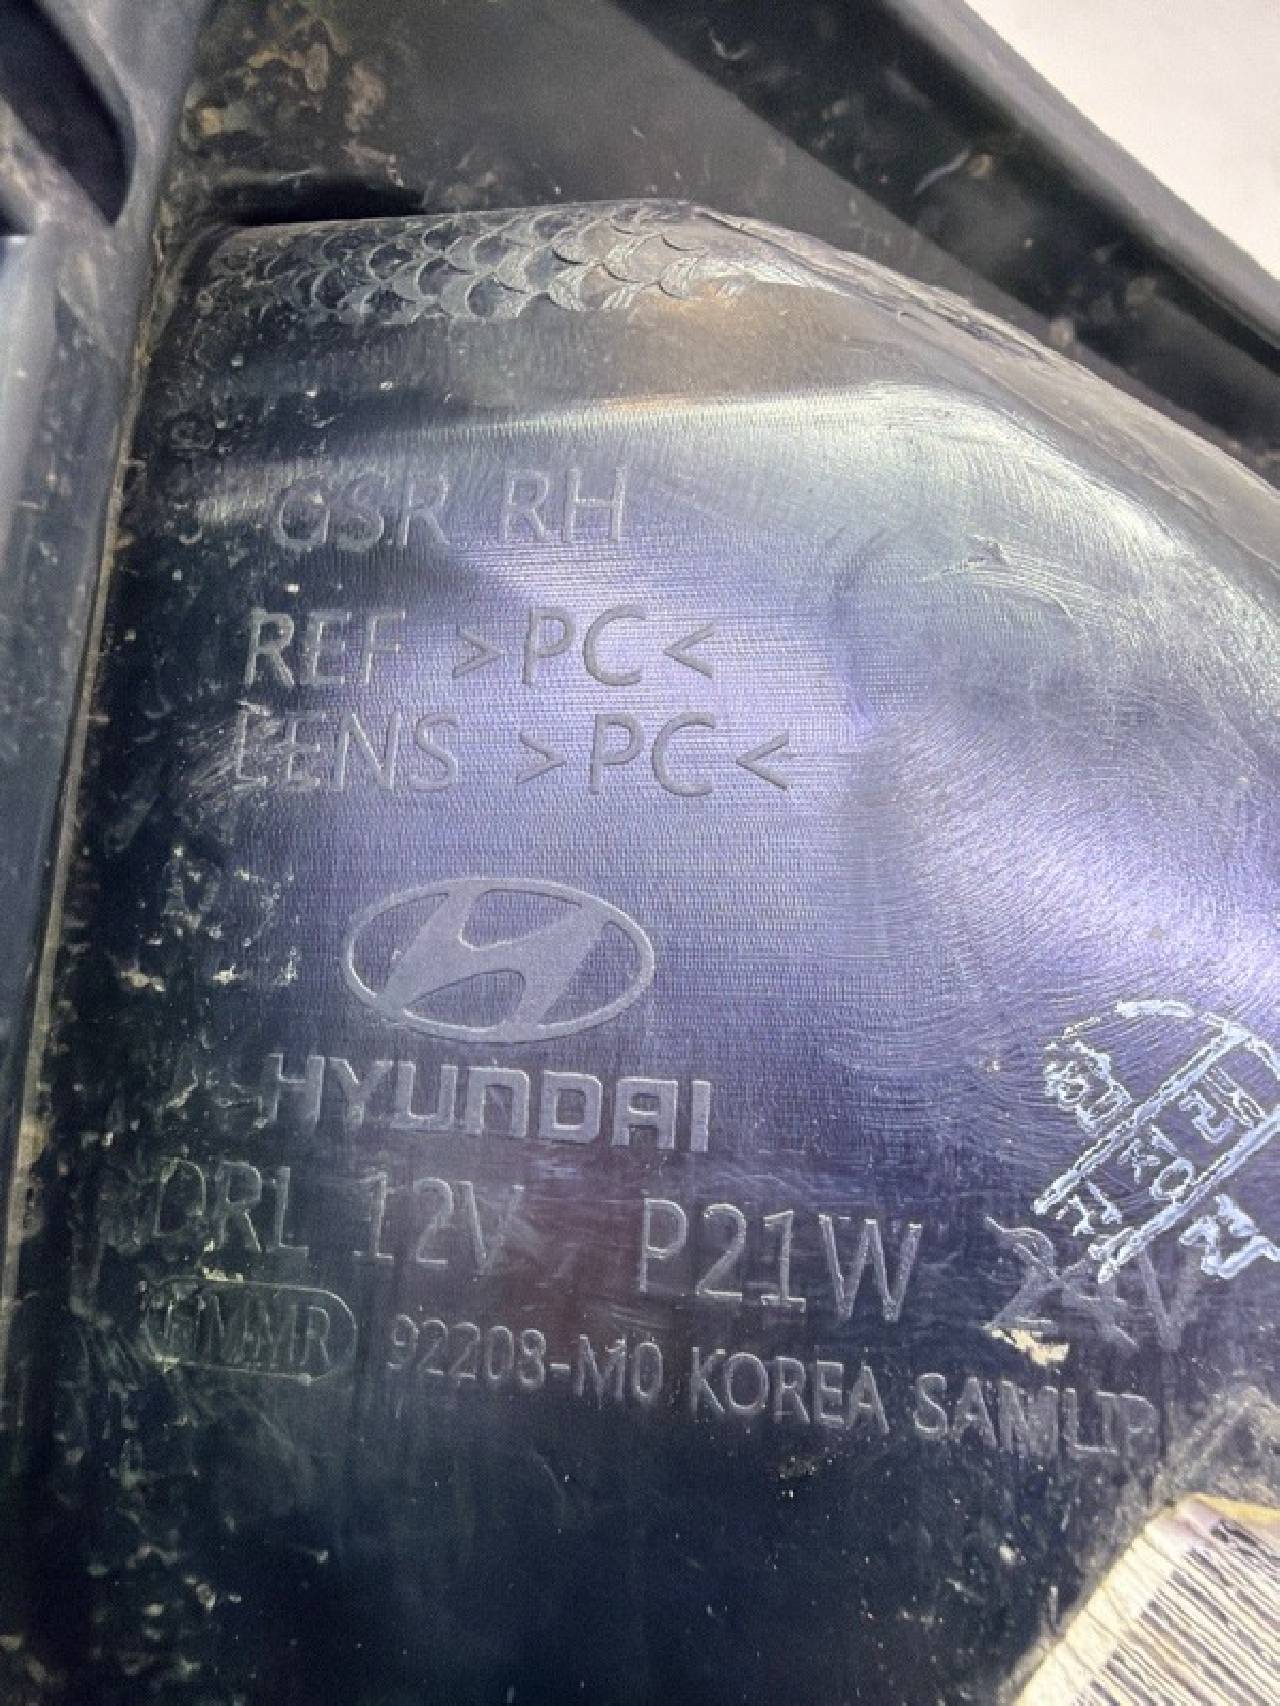 GSR RH
REF >PC<
LENS >PC<
HYUNDAI
DRL 12V P21W 24V
92208-M0 KOREA SAMLIP